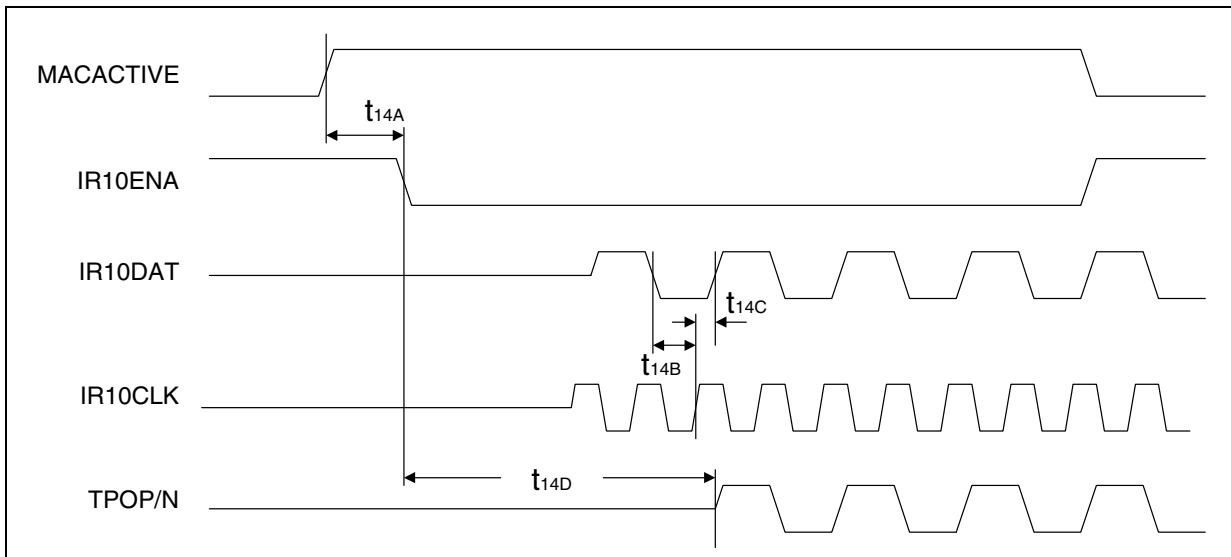 MACACTIVE
t14A
IR10ENA
IR10DAT
t14C
t14B
IR10CLK
t14D
TPOP/N